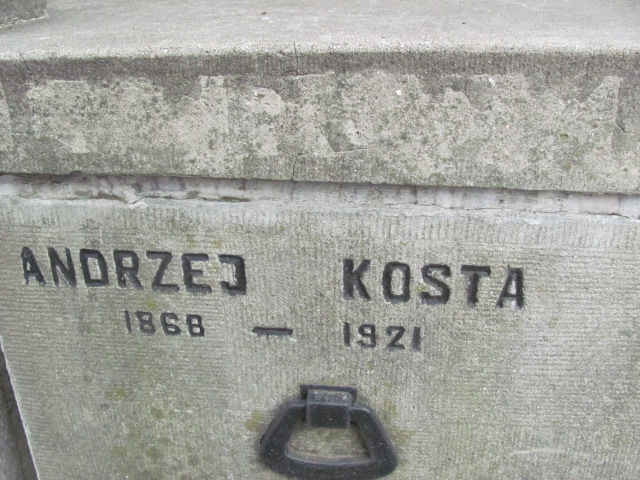 ANDRZEJ KOSTA
1868 — 1921